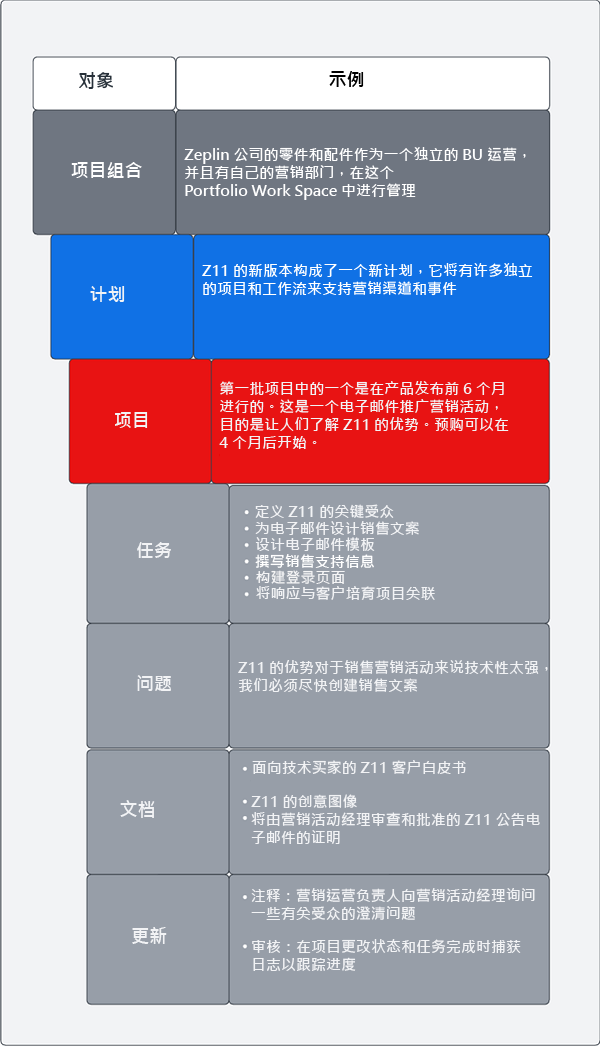 对象
示例
项目组合
Zeplin 公司的零件和配件作为一个独立的 BU 运营，
并且有自己的营销部门，在这个
Portfolio Work Space 中进行管理
计划
Z11 的新版本构成了一个新计划，它将有许多独立
的项目和工作流来支持营销渠道和事件
项目
第一批项目中的一个是在产品发布前 6 个月
进行的。这是一个电子邮件推广营销活动，
目的是让人们了解 Z11 的优势。预购可以在
4 个月后开始。
任务
• 定义 Z11 的关键受众
• 为电子邮件设计销售文案
• 设计电子邮件模板
• 撰写销售支持信息
• 构建登录页面
• 将响应与客户培育项目关联
问题
Z11 的优势对于销售营销活动来说技术性太强，
我们必须尽快创建销售文案
文档
• 面向技术买家的 Z11 客户白皮书
• Z11 的创意图像
• 将由营销活动经理审查和批准的 Z11 公告电
子邮件的证明
更新
• 注释：营销运营负责人向营销活动经理询问
一些有关受众的澄清问题
• 审核：在项目更改状态和任务完成时捕获
日志以跟踪进度